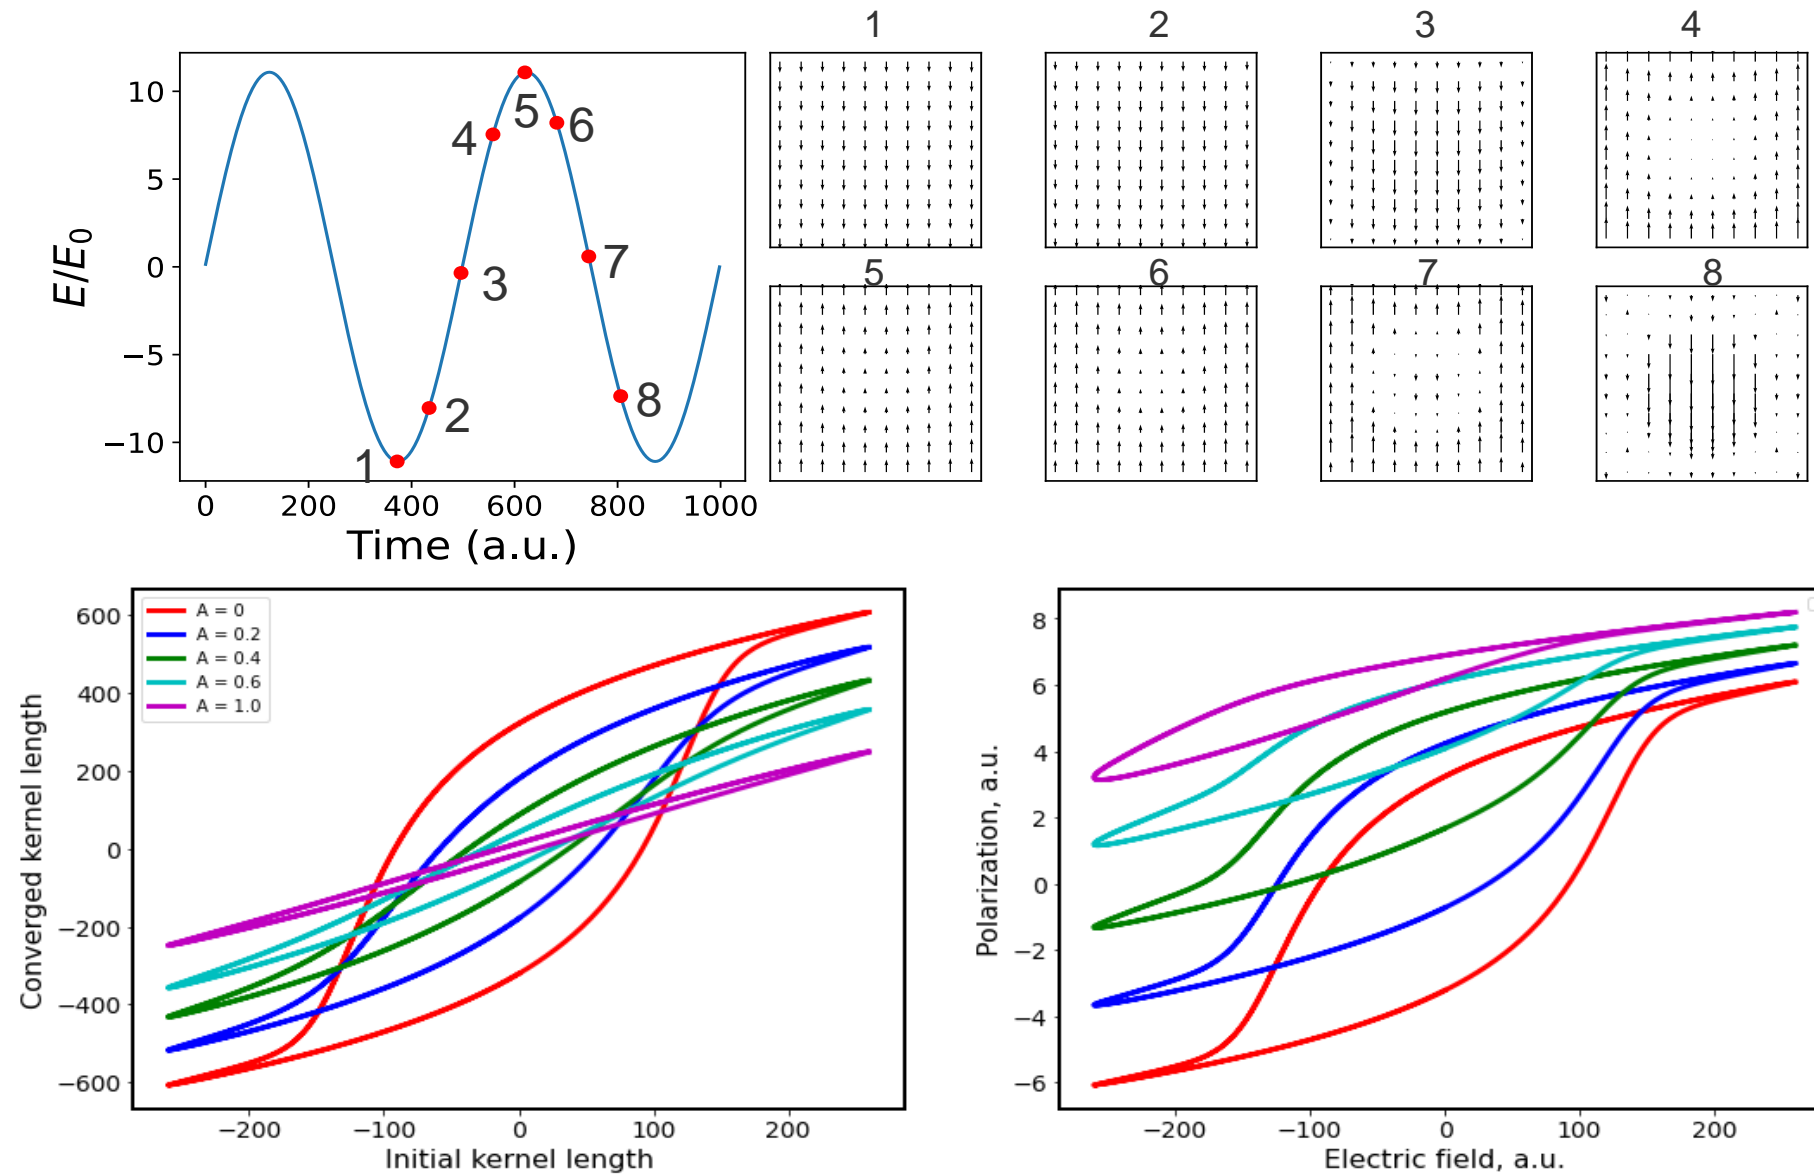 1 2 3 4
10
5
0
−5
−10
E/E0
1
2
3
4
5
6
7
8
0 200 400 600 800 1000
Time (a.u.)
5 6 7 8
600
400
200
0
−200
−400
−600
Converged kernel length
A = 0
A = 0.2
A = 0.4
A = 0.6
A = 1.0
−200 −100 0 100 200
Initial kernel length
8
6
4
2
0
−2
−4
−6
Polarization, a.u.
−200 −100 0 100 200
Electric field, a.u.